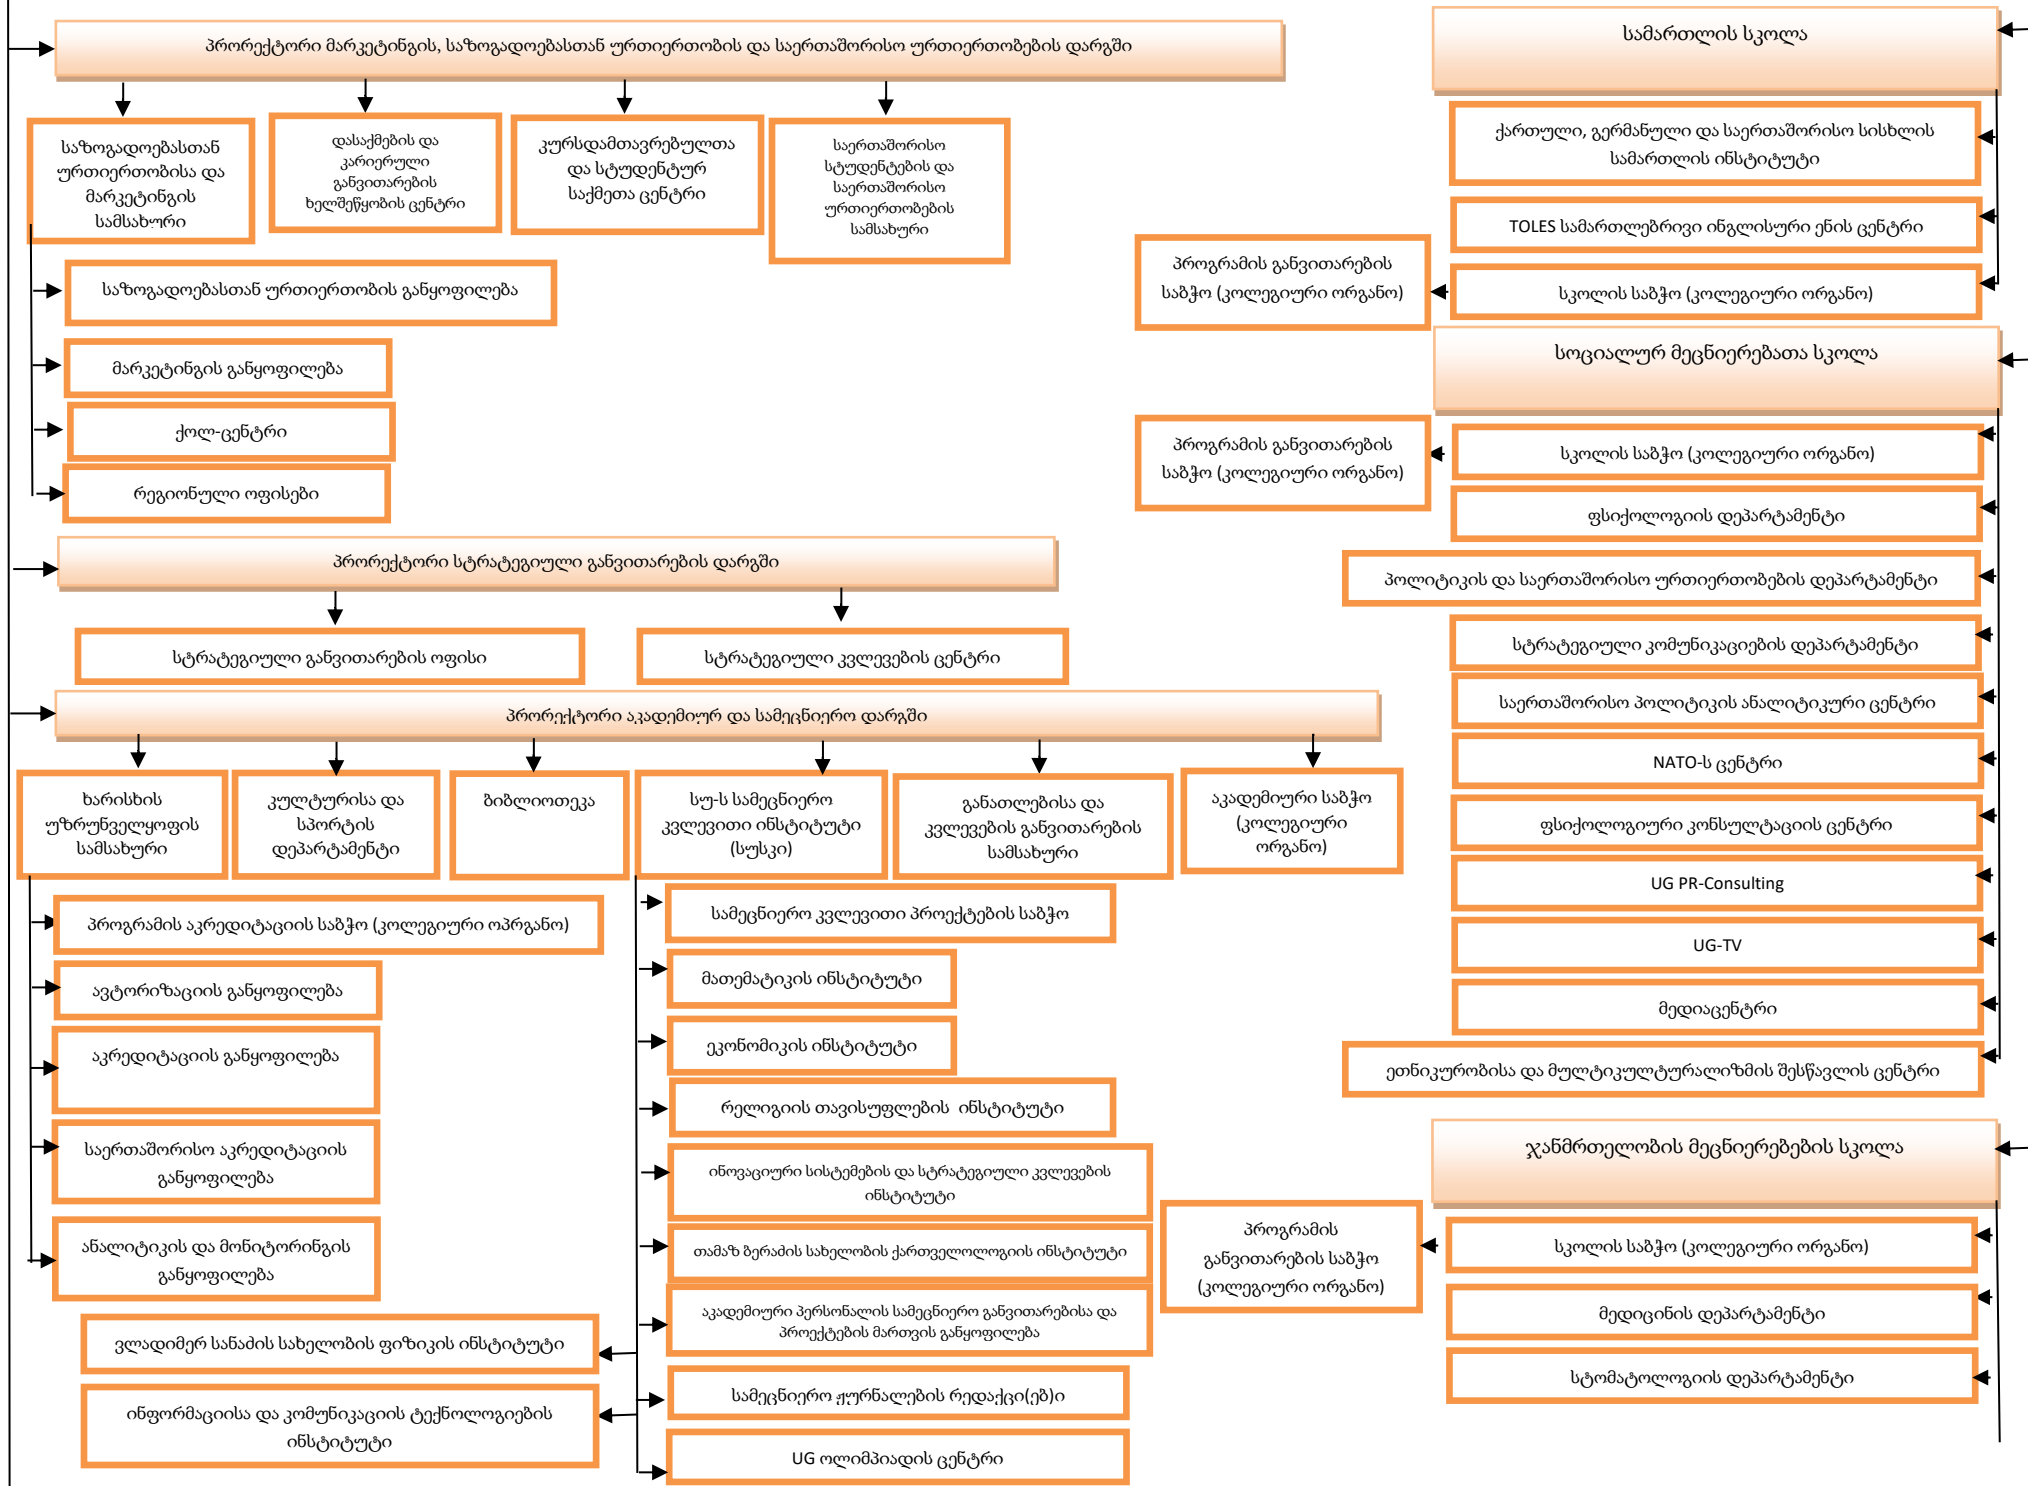 პრორექტორი მარკეტინგის, საზოგადოებასთან ურთიერთობის და საერთაშორისო ურთიერთობების დარგში
საზოგადოებასთან
ურთიერთობისა და
მარკეტინგის
სამსახური
დასაქმების და
კარიერული
განვითარების
ხელშეწყობის ცენტრი
კურსდამთავრებულთა
და სტუდენტურ
საქმეთა ცენტრი
საერთაშორისო
სტუდენტების და
საერთაშორისო
ურთიერთობების
სამსახური
საზოგადოებასთან ურთიერთობის განყოფილება
მარკეტინგის განყოფილება
ქოლ-ცენტრი
რეგიონული ოფისები
პრორექტორი სტრატეგიული განვითარების დარგში
სტრატეგიული განვითარების ოფისი
სტრატეგიული კვლევების ცენტრი
პრორექტორი აკადემიურ და სამეცნიერო დარგში
ხარისხის
უზრუნველყოფის
სამსახური
კულტურისა და
სპორტის
დეპარტამენტი
ბიბლიოთეკა
სუ-ს სამეცნიერო
კვლევითი ინსტიტუტი
(სუსკი)
განათლებისა და
კვლევების განვითარების
სამსახური
აკადემიური საბჭო
(კოლეგიური
ორგანო)
პროგრამის აკრედიტაციის საბჭო (კოლეგიური ოპრგანო)
ავტორიზაციის განყოფილება
აკრედიტაციის განყოფილება
საერთაშორისო აკრედიტაციის
განყოფილება
ანალიტიკის და მონიტორინგის
განყოფილება
სამეცნიერო კვლევითი პროექტების საბჭო
მათემატიკის ინსტიტუტი
ეკონომიკის ინსტიტუტი
რელიგიის თავისუფლების  ინსტიტუტი
ინოვაციური სისტემების და სტრატეგიული კვლევების
ინსტიტუტი
თამაზ ბერაძის სახელობის ქართველოლოგიის ინსტიტუტი
აკადემიური პერსონალის სამეცნიერო განვითარებისა და
პროექტების მართვის განყოფილება
ვლადიმერ სანაძის სახელობის ფიზიკის ინსტიტუტი
სამეცნიერო ჟურნალების რედაქცი(ებ)ი
ინფორმაციისა და კომუნიკაციის ტექნოლოგიების
ინსტიტუტი
UG ოლიმპიადის ცენტრი
სამართლის სკოლა
ქართული, გერმანული და საერთაშორისო სისხლის
სამართლის ინსტიტუტი
TOLES სამართლებრივი ინგლისური ენის ცენტრი
სკოლის საბჭო (კოლეგიური ორგანო)
პროგრამის განვითარების
საბჭო (კოლეგიური ორგანო)
სოციალურ მეცნიერებათა სკოლა
სკოლის საბჭო (კოლეგიური ორგანო)
პროგრამის განვითარების
საბჭო (კოლეგიური ორგანო)
ფსიქოლოგიის დეპარტამენტი
პოლიტიკის და საერთაშორისო ურთიერთობების დეპარტამენტი
სტრატეგიული კომუნიკაციების დეპარტამენტი
საერთაშორისო პოლიტიკის ანალიტიკური ცენტრი
NATO-ს ცენტრი
ფსიქოლოგიური კონსულტაციის ცენტრი
UG PR-Consulting
UG-TV
მედიაცენტრი
ეთნიკურობისა და მულტიკულტურალიზმის შესწავლის ცენტრი
ჯანმრთელობის მეცნიერებების სკოლა
სკოლის საბჭო (კოლეგიური ორგანო)
პროგრამის
განვითარების საბჭო
(კოლეგიური ორგანო)
მედიცინის დეპარტამენტი
სტომატოლოგიის დეპარტამენტი